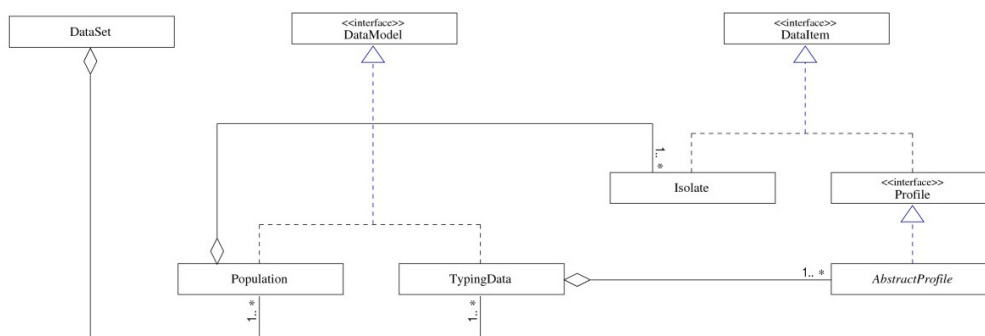 DataSet
<<interface>>
DataModel
<<interface>>
DataItem
1.. *
Isolate
<<interface>>
Profile
Population
TypingData
1.. *
AbstractProfile
1.. *
1.. *